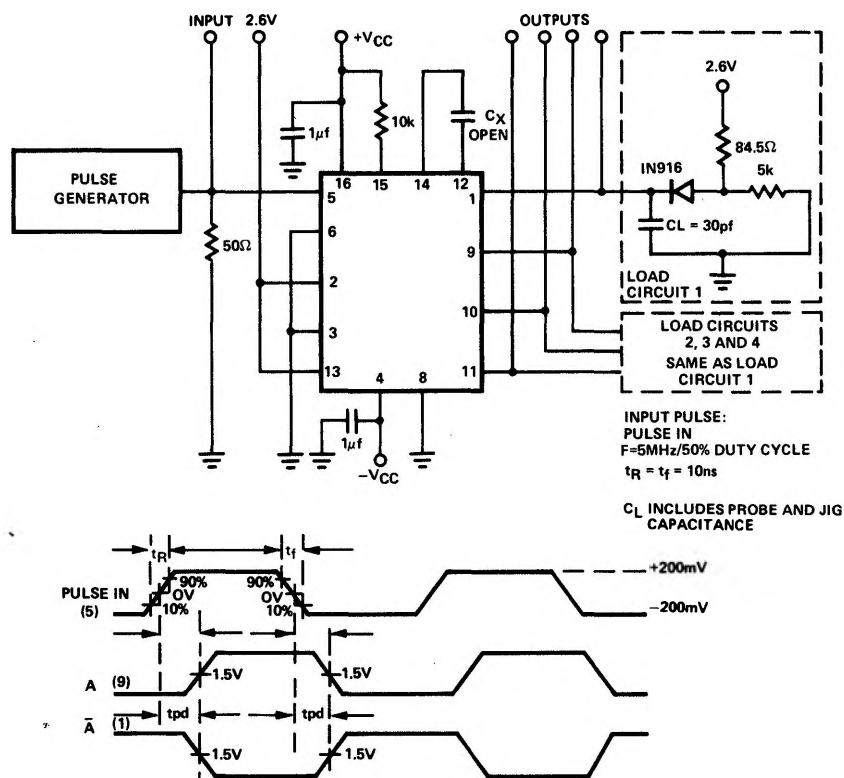 INPUT 2.6V OUTPUTS
+VCC
2.6V
1µf
10k
CX
OPEN
84.5Ω
IN916
5k
PULSE
GENERATOR
16 15 14 12
5 1
6
50Ω
CL = 30pf
9
2
LOAD
CIRCUIT 1
10
3
LOAD CIRCUITS
2, 3 AND 4
SAME AS LOAD
CIRCUIT 1
13 4 8 11
1µf
-VCC
INPUT PULSE:
PULSE IN
F=5MHz/50% DUTY CYCLE
tR = tf = 10ns
CL INCLUDES PROBE AND JIG
CAPACITANCE
tR tf
+200mV
PULSE IN
(5)
90% 90%
OV OV
10% 10%
-200mV
A (9) 1.5V 1.5V
tpd tpd
Ā (1) 1.5V 1.5V